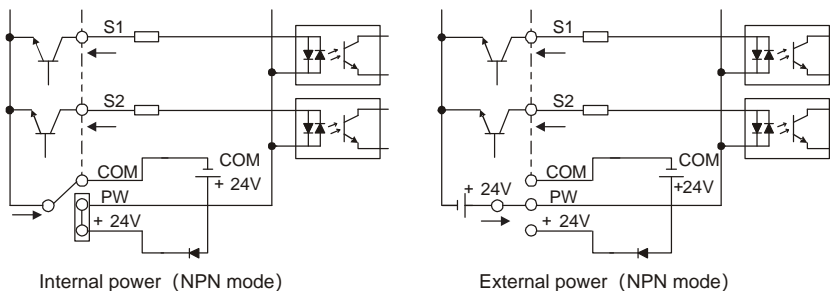 S1
S2
COM
COM
+ 24V
PW
+ 24V
Internal power (NPN mode)
S1
S2
COM
COM
+24V
+ 24V
PW
+ 24V
External power (NPN mode)